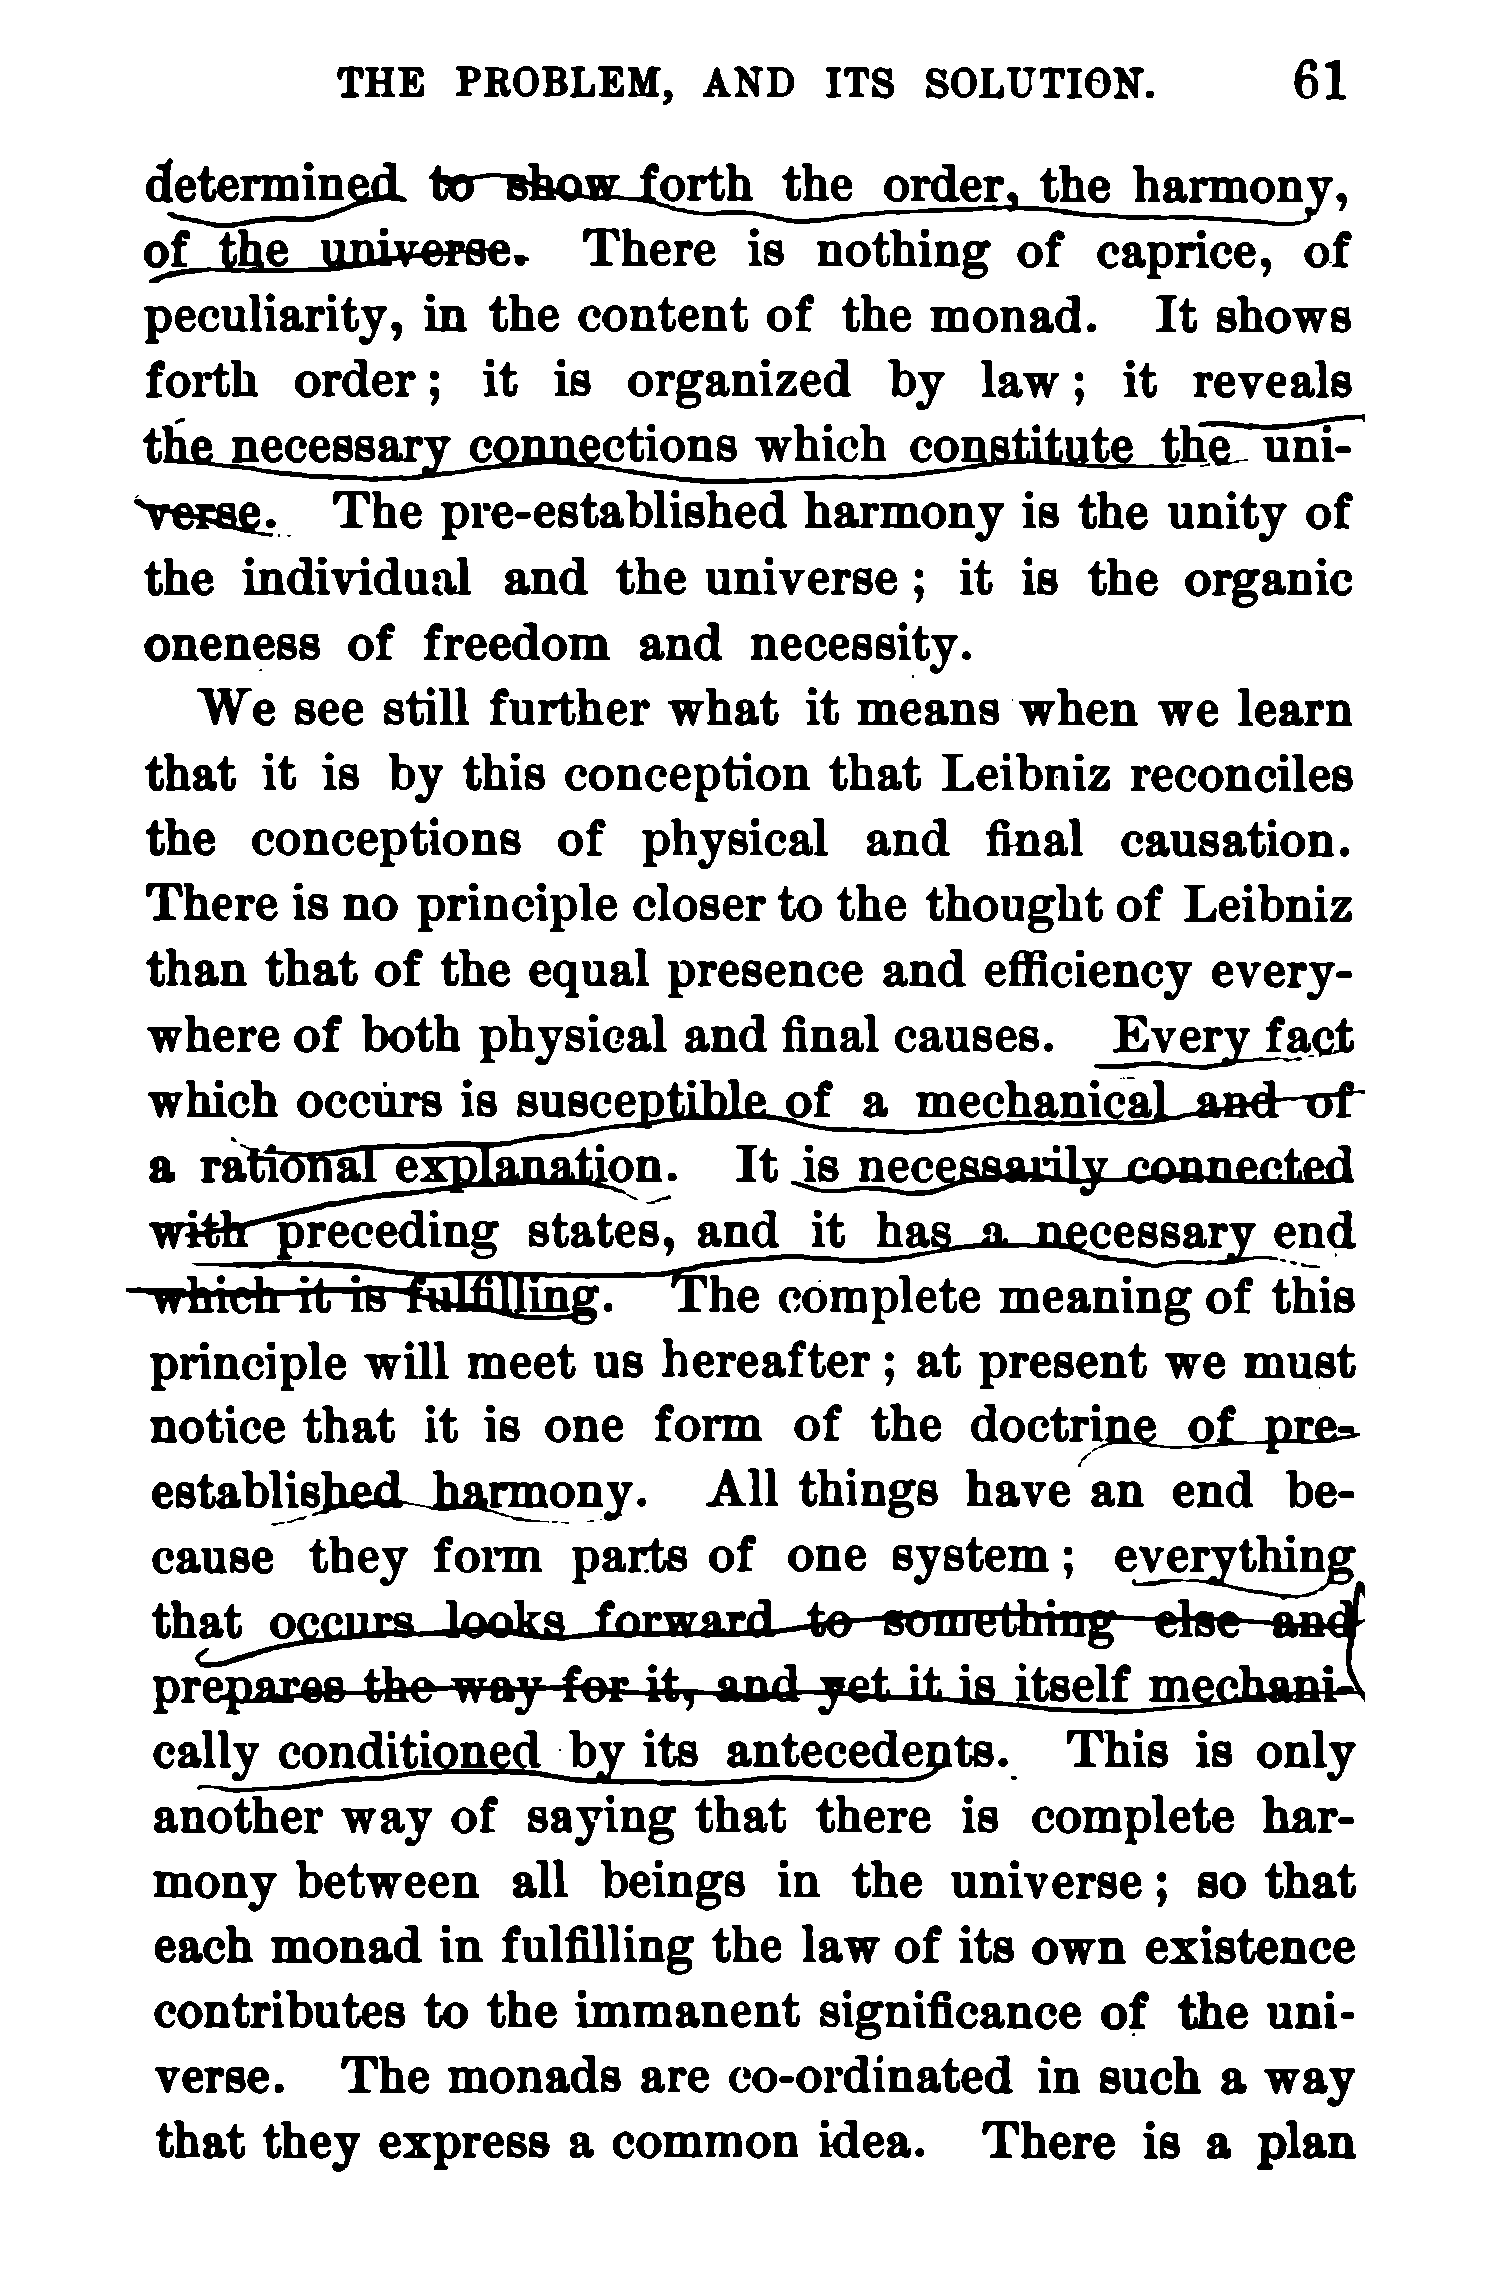 THE PROBLEM, AND ITS SOLUTION. 61
determined to show forth the order, the harmony,
of the universe. There is nothing of caprice, of
peculiarity, in the content of the monad. It shows
forth order; it is organized by law; it reveals
the necessary connections which constitute the uni-
verse. The pre-established harmony is the unity of
the individual and the universe; it is the organic
oneness of freedom and necessity.
We see still further what it means when we learn
that it is by this conception that Leibniz reconciles
the conceptions of physical and final causation.
There is no principle closer to the thought of Leibniz
than that of the equal presence and efficiency every-
where of both physical and final causes. Every fact
which occurs is susceptible of a mechanical and of
a rational explanation. It is necessarily connected
with preceding states, and it has a necessary end
which it is fulfilling. The complete meaning of this
principle will meet us hereafter; at present we must
notice that it is one form of the doctrine of pre-
established harmony. All things have an end be-
cause they form parts of one system; everything
that occurs looks forward to something else and
prepares the way for it, and yet it is itself mechani-
cally conditioned by its antecedents. This is only
another way of saying that there is complete har-
mony between all beings in the universe; so that
each monad in fulfilling the law of its own existence
contributes to the immanent significance of the uni-
verse. The monads are co-ordinated in such a way
that they express a common idea. There is a plan